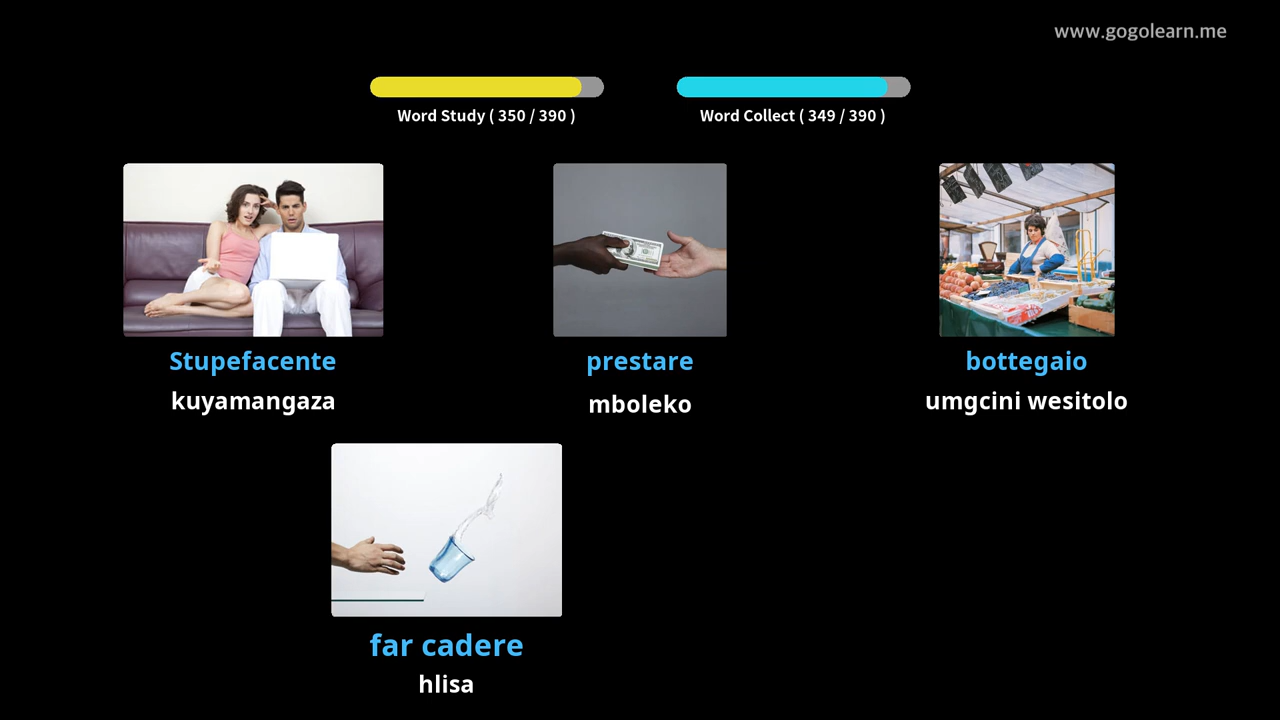 www.gogolearn.me
Word Study ( 350 / 390 )
Word Collect ( 349 / 390 )
Stupefacente
kuyamangaza
prestare
mboleko
bottegaio
umgcini wesitolo
far cadere
hlisa